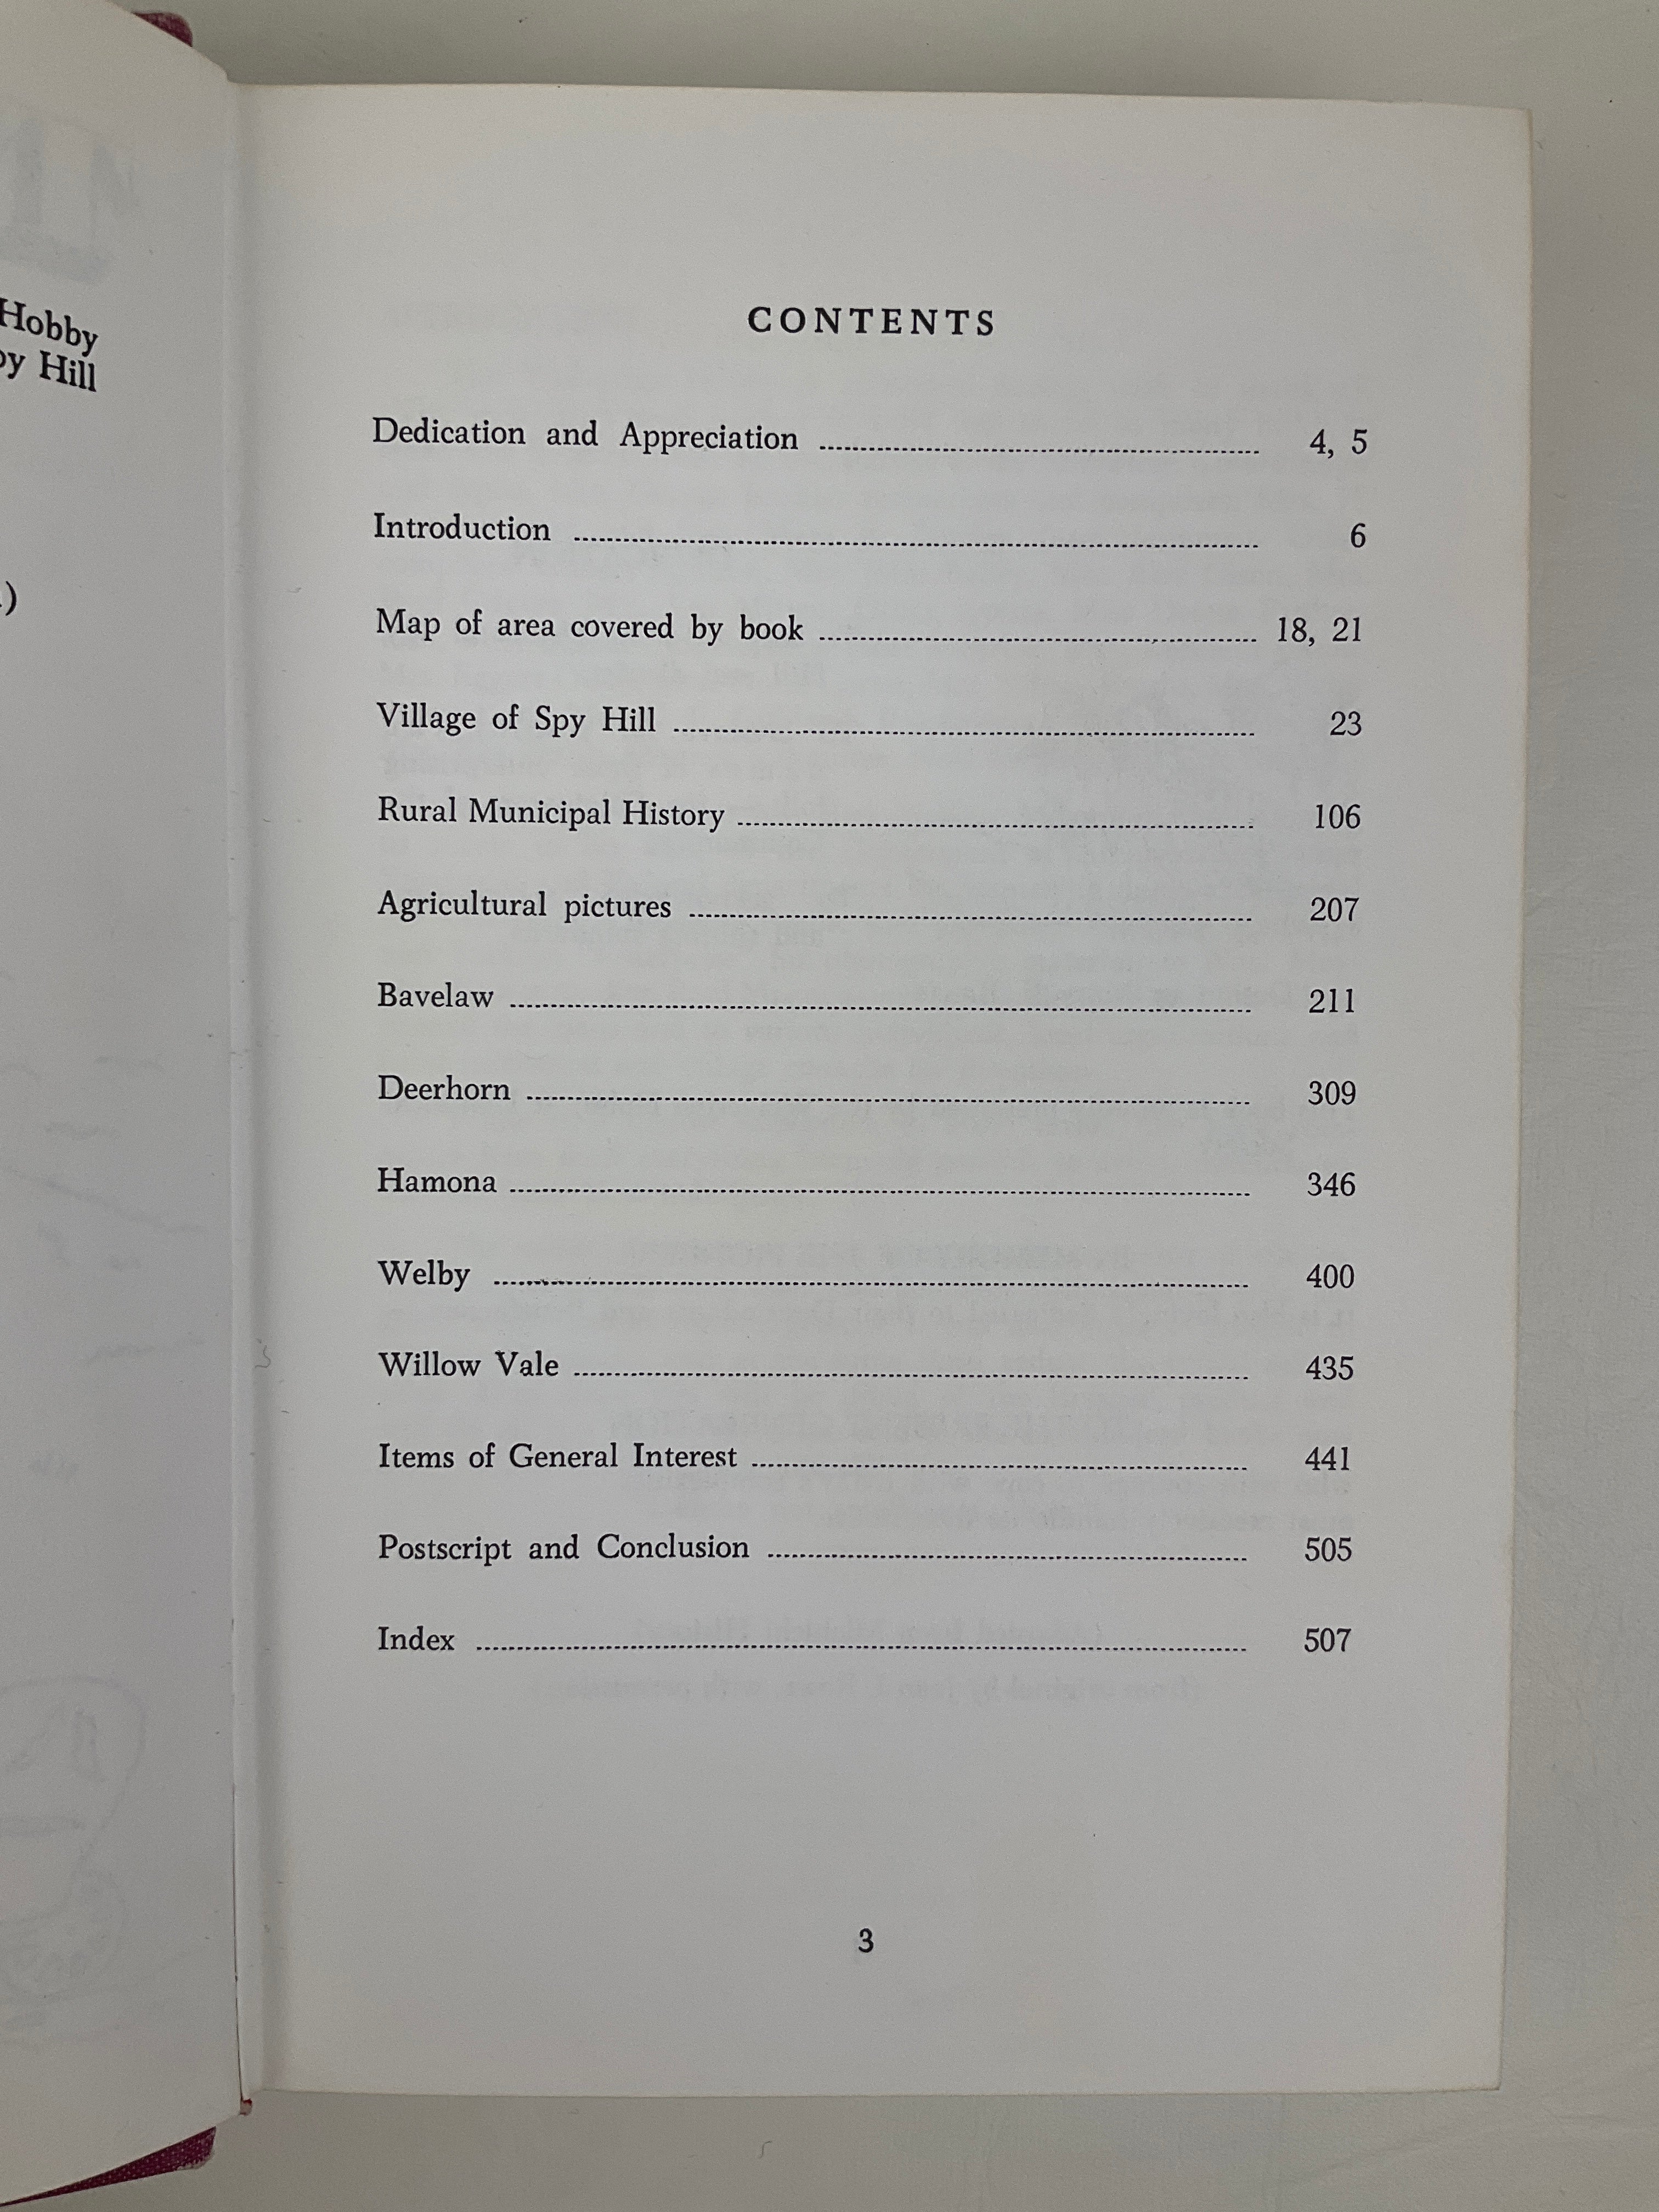 Hobby
Hill
CONTENTS
Dedication and Appreciation 4, 5
Introduction 6
Map of area covered by book 18, 21
Village of Spy Hill 23
Rural Municipal History 106
Agricultural pictures 207
Bavelaw 211
Deerhorn 309
Hamona 346
Welby 400
Willow Vale 435
Items of General Interest 441
Postscript and Conclusion 505
Index 507
3